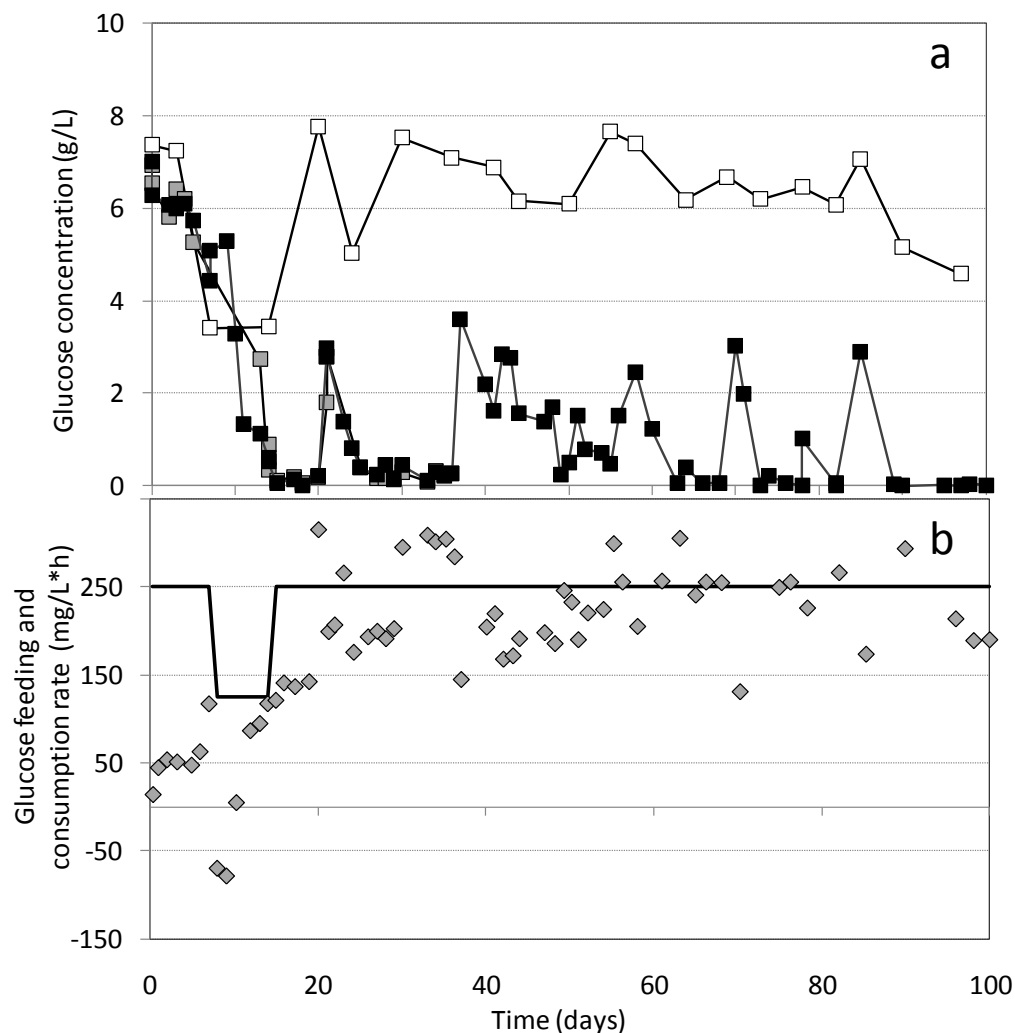 10
8
6
4
2
0
Glucose concentration (g/L)
a
250
150
50
-50
-150
Glucose feeding and
consumption rate (mg/L*h)
b
0 20 40 60 80 100
Time (days)